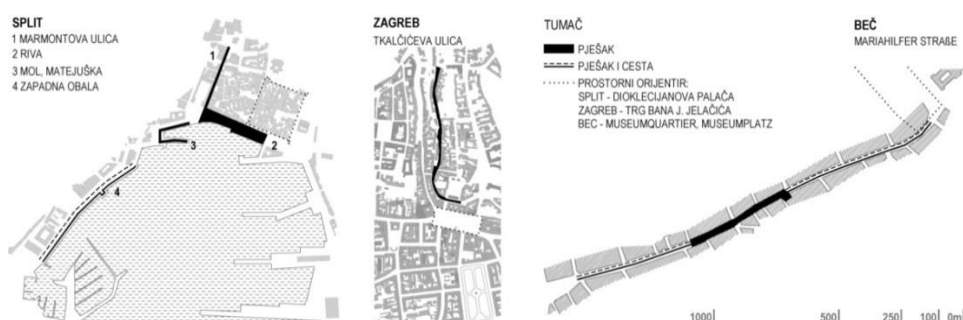 SPLIT
1 MARMONTOVA ULICA
2 RIVA
3 MOL, MATEJUŠKA
4 ZAPADNA OBALA
1
2
3
4
ZAGREB
TKALČIĆEVA ULICA
TUMAČ
PJEŠAK
PJEŠAK I CESTA
PROSTORNI ORIJENTIR:
SPLIT - DIOKLECIJANOVA PALAČA
ZAGREB - TRG BANA J. JELAČIĆA
BEC - MUSEUMQUARTIER, MUSEUMPLATZ
BEČ
MARIAHILFER STRAßE
1000 500 250 100 0m